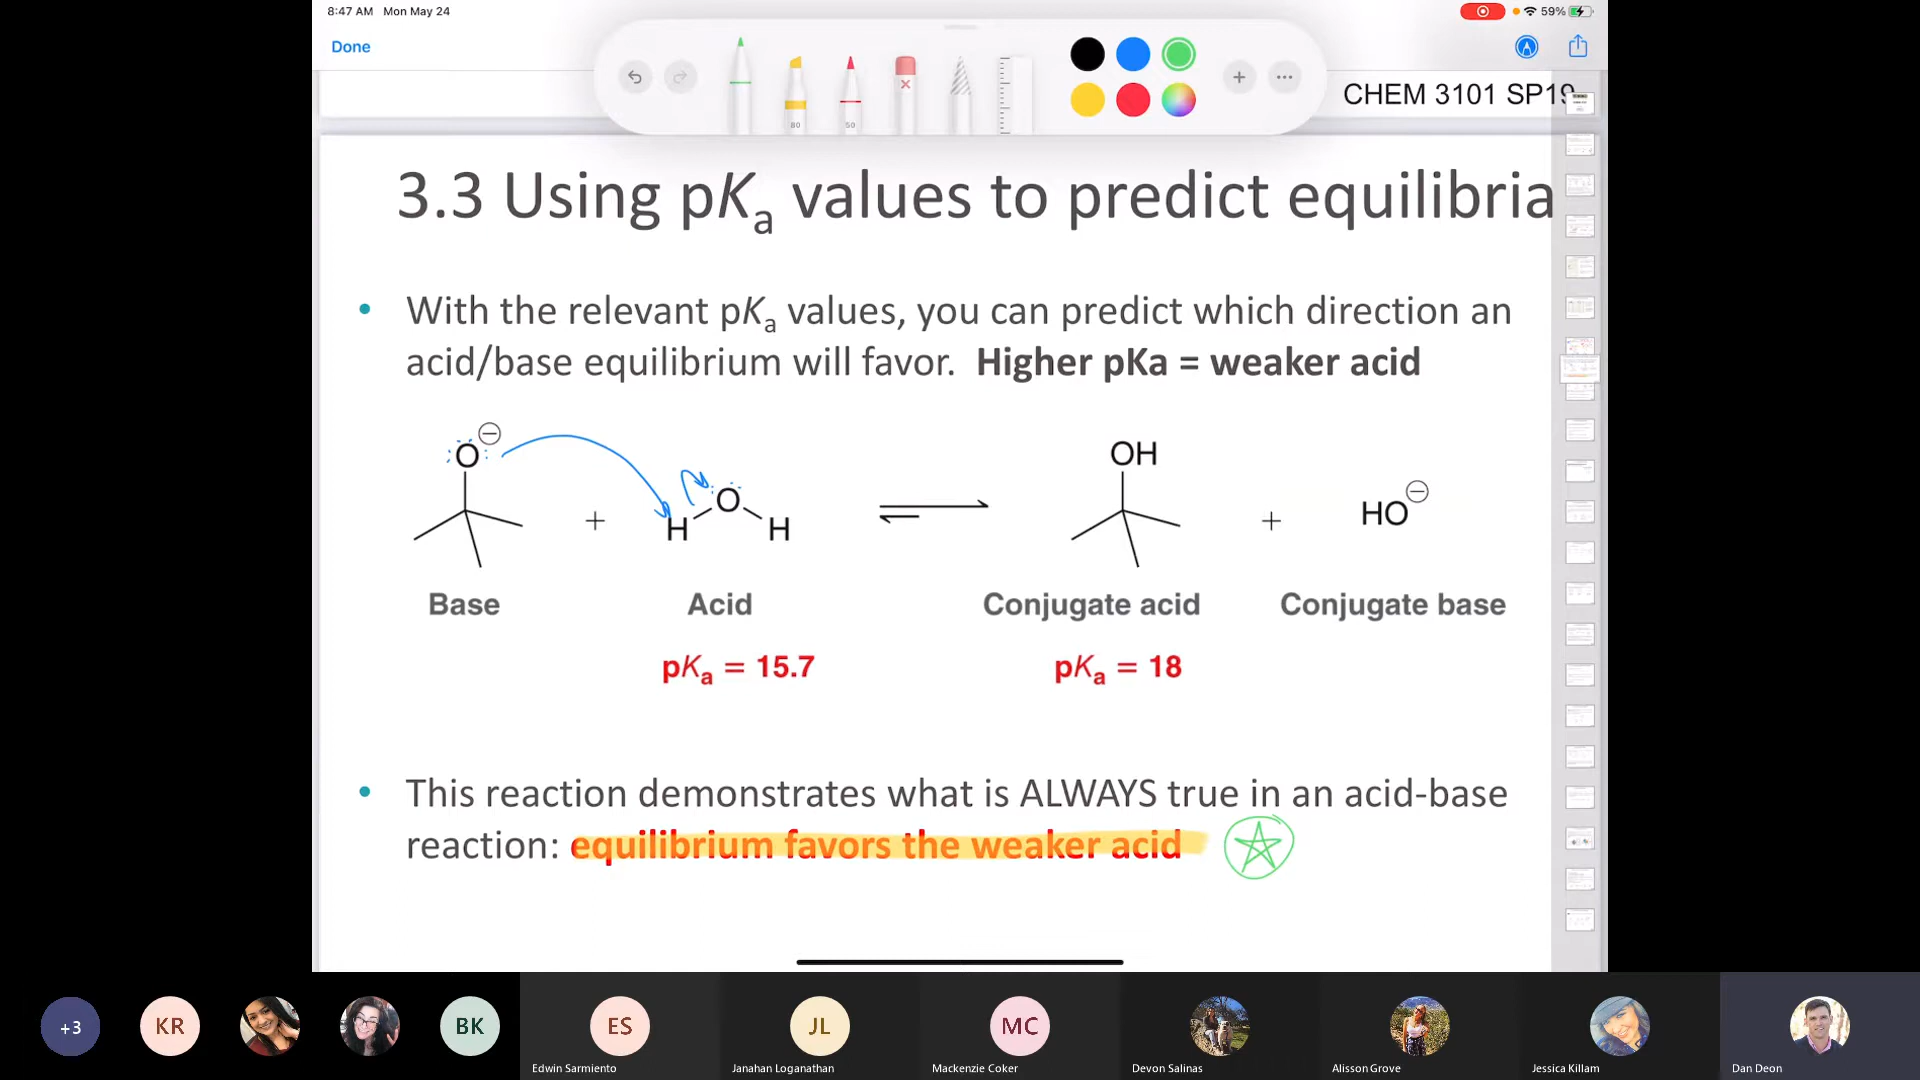 8:47 AM Mon May 24
59%
Done
80
50
CHEM 3101 SP19
3.3 Using pKa values to predict equilibria
• With the relevant pKa values, you can predict which direction an
acid/base equilibrium will favor. Higher pKa = weaker acid
:O: ⊖
+
H O H
OH
+
HO ⊖
Base
Acid
Conjugate acid
Conjugate base
pKa = 15.7
pKa = 18
• This reaction demonstrates what is ALWAYS true in an acid-base
reaction: equilibrium favors the weaker acid
+3
KR
BK
ES
JL
MC
Edwin Sarmiento
Janahan Loganathan
Mackenzie Coker
Devon Salinas
Alisson Grove
Jessica Killam
Dan Deon